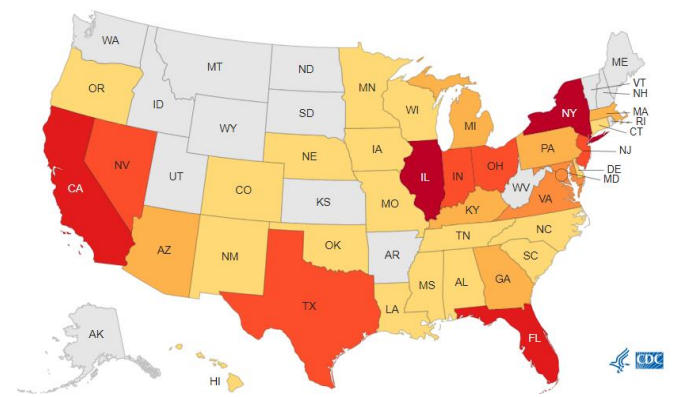 WA
MT
ND
ME
OR
MN
VT
NH
ID
SD
WI
NY
MA
WY
MI
RI
CT
NE
IA
PA
NJ
NV
IL
IN
OH
DE
MD
UT
CO
CA
KS
MO
WV
VA
KY
AZ
NM
OK
AR
TN
NC
SC
MS
AL
GA
TX
LA
FL
AK
HI
CDC